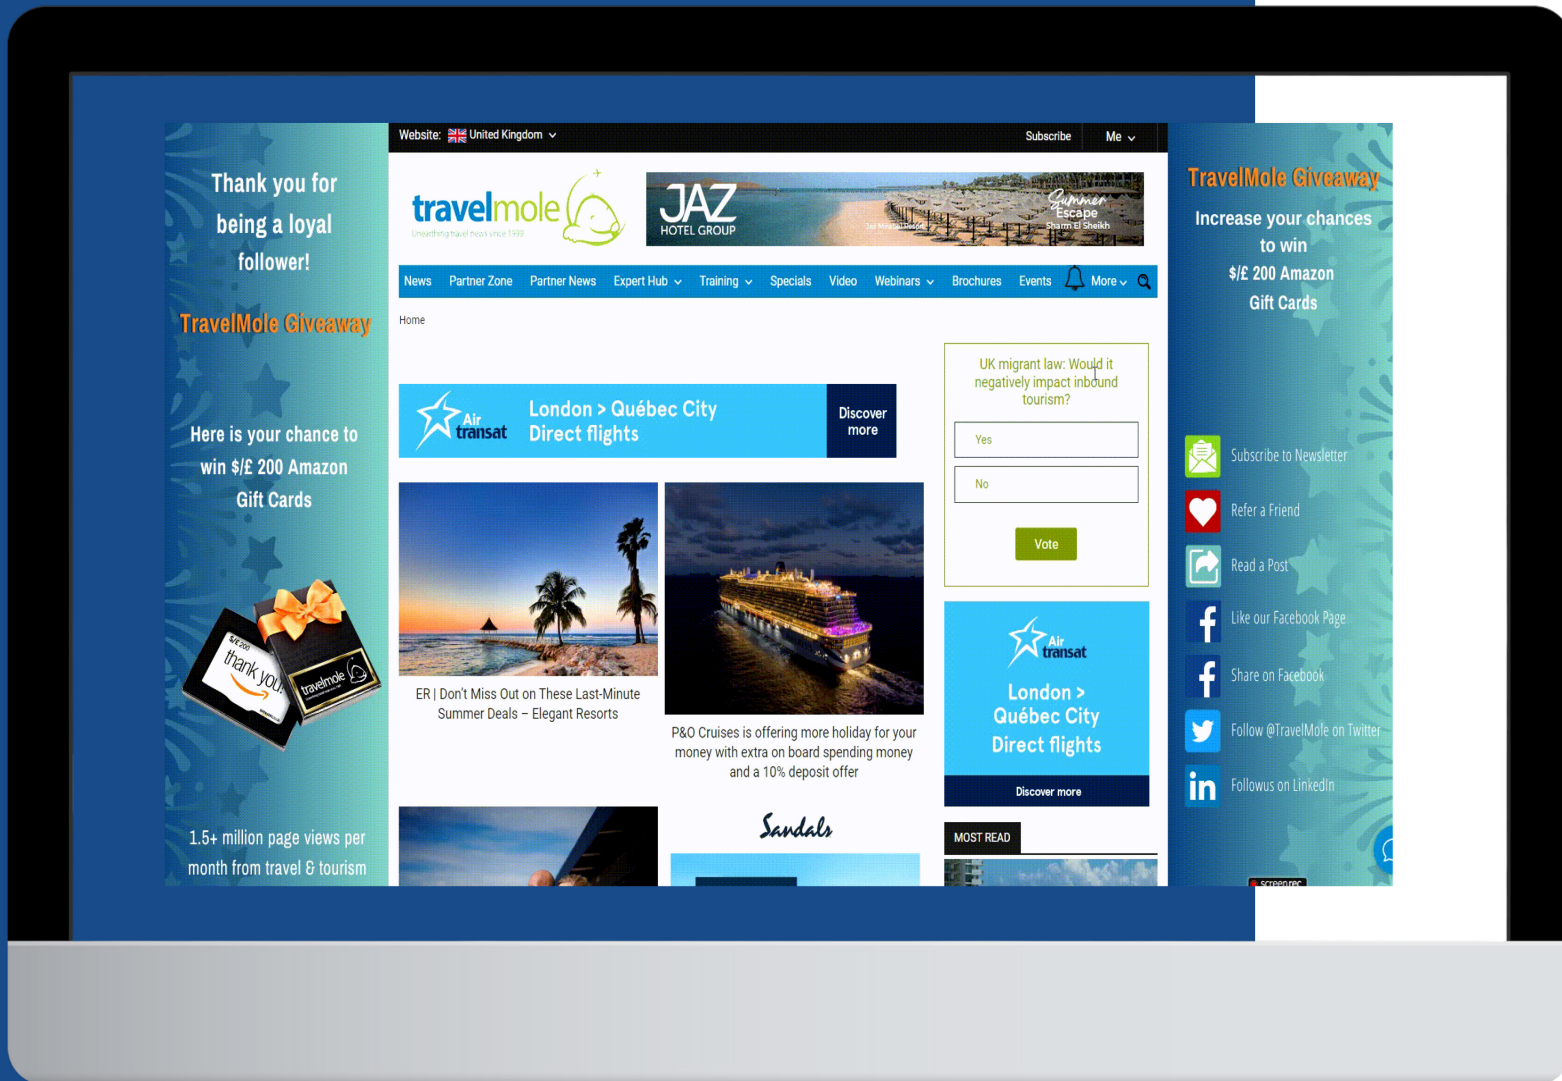 Thank you for
being a loyal
follower!
TravelMole Giveaway
Here is your chance to
win $/£ 200 Amazon
Gift Cards
$/£ 200
thank you!
travelmole
1.5+ million page views per
month from travel & tourism
Website: United Kingdom
Subscribe
Me
travelmole
Unearthing travel news since 1999
JAZ
HOTEL GROUP
Summer
Escape
Sharm El Sheikh
News Partner Zone Partner News Expert Hub Training Specials Video Webinars Brochures Events More
Home
Air
transat
London > Québec City
Direct flights
Discover
more
ER | Don't Miss Out on These Last-Minute
Summer Deals – Elegant Resorts
P&O Cruises is offering more holiday for your
money with extra on board spending money
and a 10% deposit offer
Sandals
UK migrant law: Would it
negatively impact inbound
tourism?
Yes
No
Vote
Air
transat
London >
Québec City
Direct flights
Discover more
MOST READ
TravelMole Giveaway
Increase your chances
to win
$/£ 200 Amazon
Gift Cards
Subscribe to Newsletter
Refer a Friend
Read a Post
Like our Facebook Page
Share on Facebook
Follow @TravelMole on Twitter
Followus on LinkedIn
screenrec